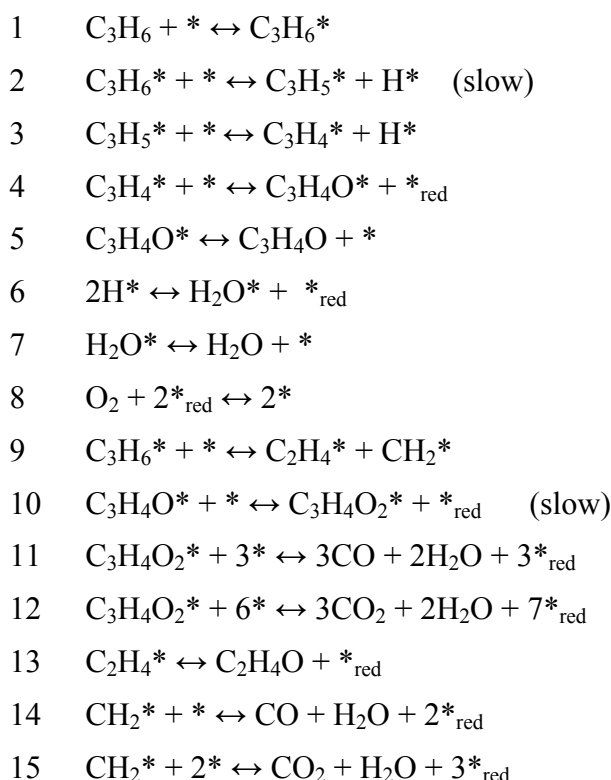 1 C₃H₆ + * ↔ C₃H₆*
2 C₃H₆* + * ↔ C₃H₅* + H* (slow)
3 C₃H₅* + * ↔ C₃H₄* + H*
4 C₃H₄* + * ↔ C₃H₄O* + *red
5 C₃H₄O* ↔ C₃H₄O + *
6 2H* ↔ H₂O* + *red
7 H₂O* ↔ H₂O + *
8 O₂ + 2*red ↔ 2*
9 C₃H₆* + * ↔ C₂H₄* + CH₂*
10 C₃H₄O* + * ↔ C₃H₄O₂* + *red (slow)
11 C₃H₄O₂* + 3* ↔ 3CO + 2H₂O + 3*red
12 C₃H₄O₂* + 6* ↔ 3CO₂ + 2H₂O + 7*red
13 C₂H₄* ↔ C₂H₄O + *red
14 CH₂* + * ↔ CO + H₂O + 2*red
15 CH₂* + 2* ↔ CO₂ + H₂O + 3*red